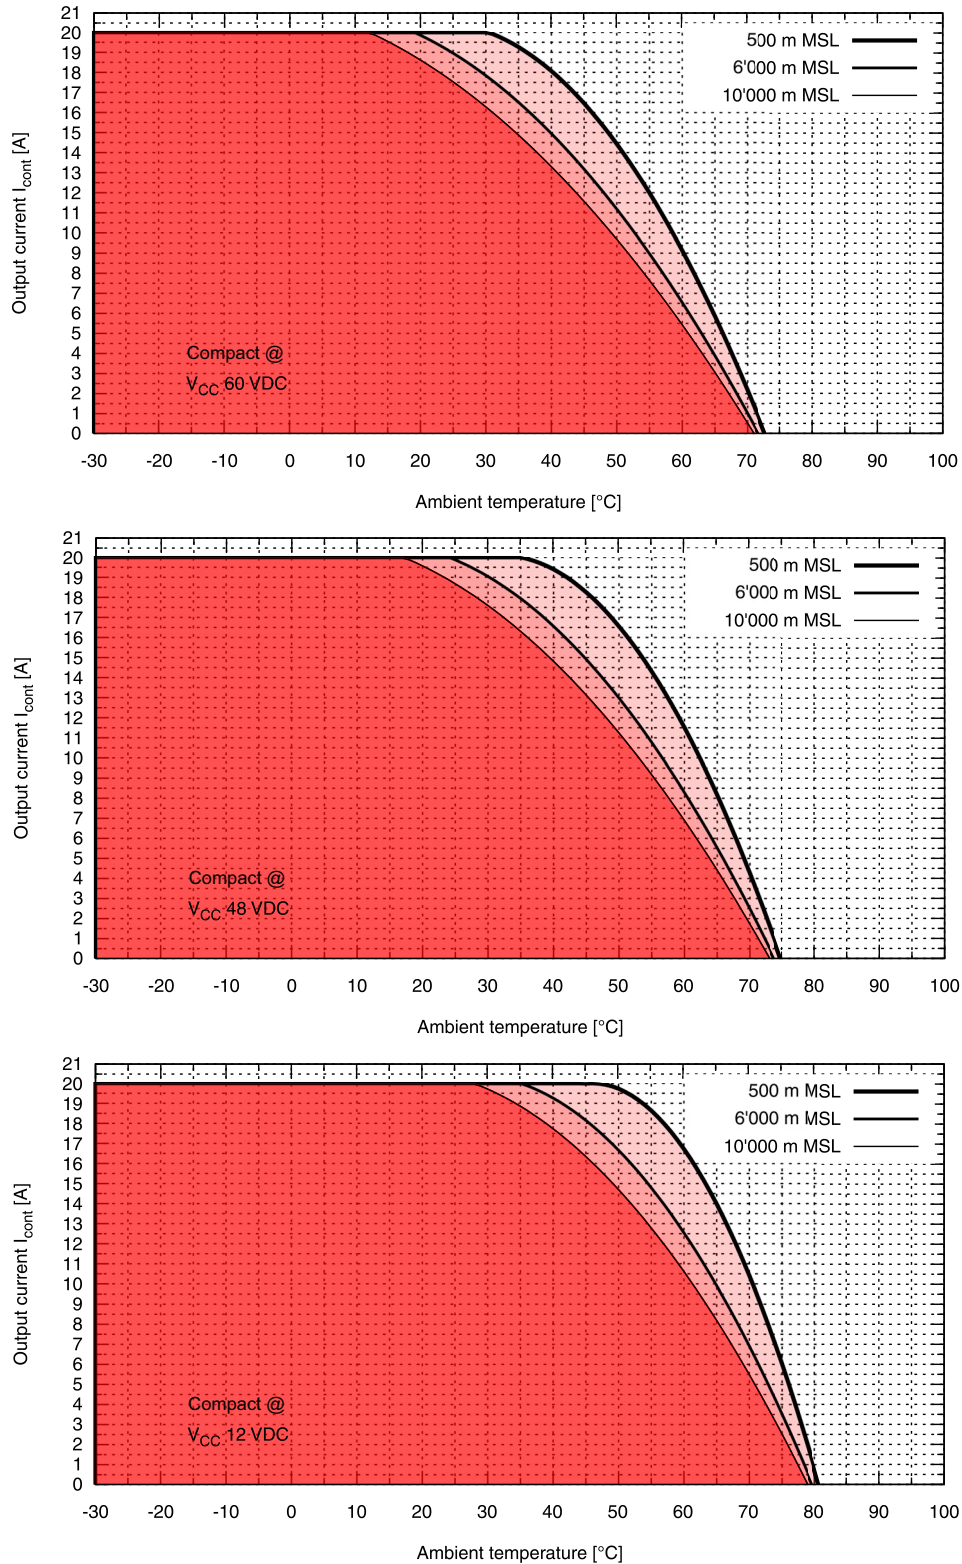 21
20
19
18
17
16
15
14
13
12
11
10
9
8
7
6
5
4
3
2
1
0
Output current Icont [A]
500 m MSL
6'000 m MSL
10'000 m MSL
Compact @
VCC 60 VDC
-30 -20 -10 0 10 20 30 40 50 60 70 80 90 100
Ambient temperature [°C]
21
20
19
18
17
16
15
14
13
12
11
10
9
8
7
6
5
4
3
2
1
0
Output current Icont [A]
500 m MSL
6'000 m MSL
10'000 m MSL
Compact @
VCC 48 VDC
-30 -20 -10 0 10 20 30 40 50 60 70 80 90 100
Ambient temperature [°C]
21
20
19
18
17
16
15
14
13
12
11
10
9
8
7
6
5
4
3
2
1
0
Output current Icont [A]
500 m MSL
6'000 m MSL
10'000 m MSL
Compact @
VCC 12 VDC
-30 -20 -10 0 10 20 30 40 50 60 70 80 90 100
Ambient temperature [°C]